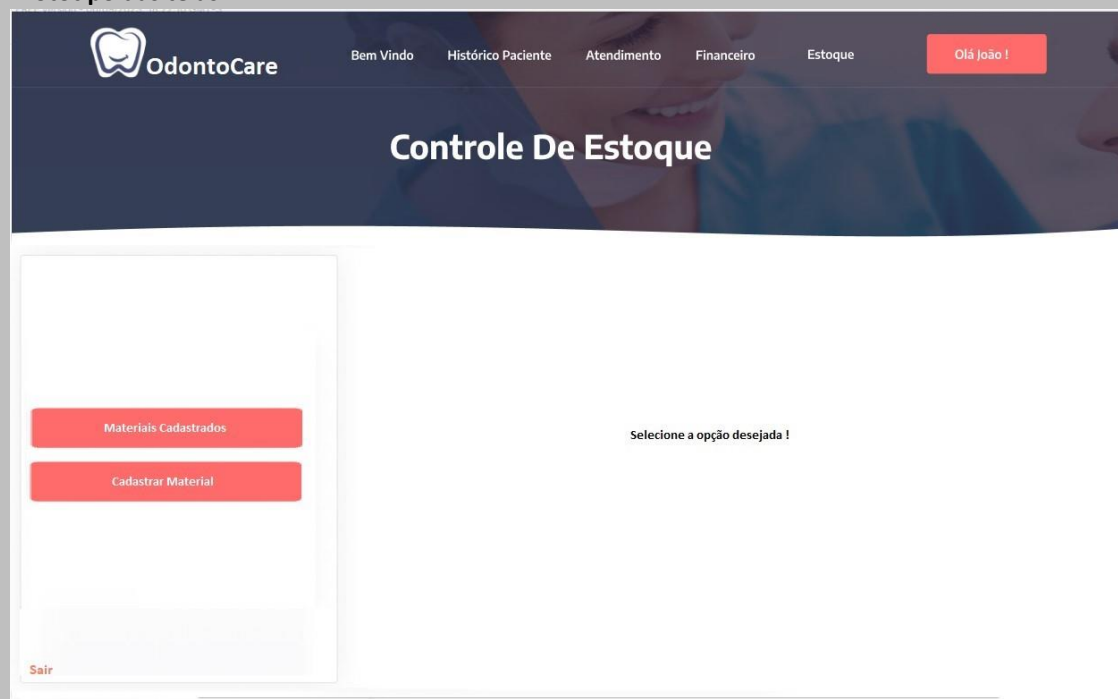 OdontoCare
Bem Vindo Histórico Paciente Atendimento Financeiro Estoque Olá João !
Controle De Estoque
Materiais Cadastrados
Selecione a opção desejada !
Cadastrar Material
Sair